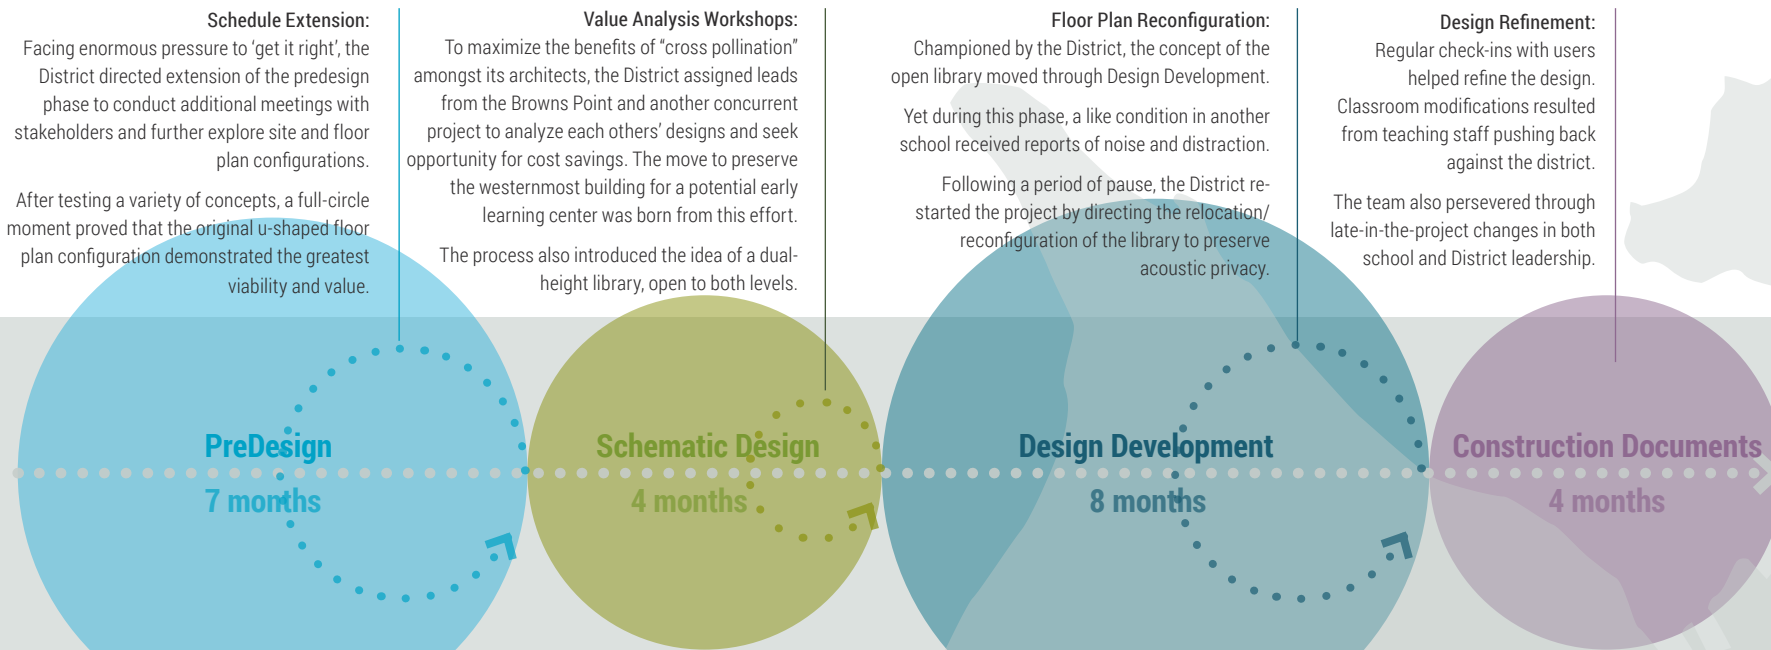 Schedule Extension:
Facing enormous pressure to 'get it right', the
District directed extension of the predesign
phase to conduct additional meetings with
stakeholders and further explore site and floor
plan configurations.
After testing a variety of concepts, a full-circle
moment proved that the original u-shaped floor
plan configuration demonstrated the greatest
viability and value.
Value Analysis Workshops:
To maximize the benefits of “cross pollination”
amongst its architects, the District assigned leads
from the Browns Point and another concurrent
project to analyze each others’ designs and seek
opportunity for cost savings. The move to preserve
the westernmost building for a potential early
learning center was born from this effort.
The process also introduced the idea of a dual-
height library, open to both levels.
Floor Plan Reconfiguration:
Championed by the District, the concept of the
open library moved through Design Development.
Yet during this phase, a like condition in another
school received reports of noise and distraction.
Following a period of pause, the District re-
started the project by directing the relocation/
reconfiguration of the library to preserve
acoustic privacy.
Design Refinement:
Regular check-ins with users
helped refine the design.
Classroom modifications resulted
from teaching staff pushing back
against the district.
The team also persevered through
late-in-the-project changes in both
school and District leadership.
PreDesign
7 months
Schematic Design
4 months
Design Development
8 months
Construction Documents
4 months